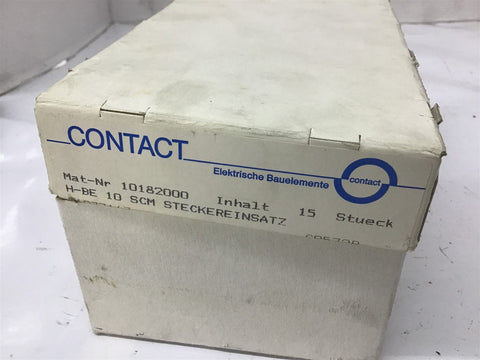 CONTACT
Elektrische Bauelemente
contact
Mat-Nr 10182000 Inhalt 15 Stueck
H-BE 10 SCM STECKEREINSATZ